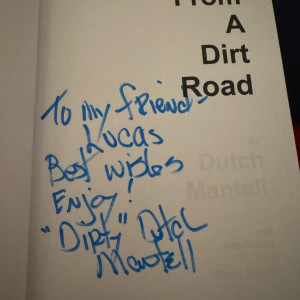 From
A
Dirt
Road
To my friend
Lucas
Best wishes
Enjoy!
"Dirty" Dutch
Mantell
Dutch
Mantell